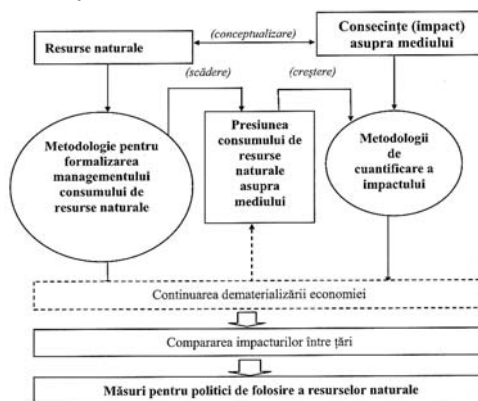 Resurse naturale
(conceptualizare)
Consecințe (impact)
asupra mediului
(scădere)
(creștere)
Metodologie pentru
formalizarea
managementului
consumului de
resurse naturale
Presiunea
consumului de
resurse
naturale
asupra
mediului
Metodologii
de
cuantificare a
impactului
Continuarea dematerializării economiei
Compararea impacturilor între țări
Măsuri pentru politici de folosire a resurselor naturale